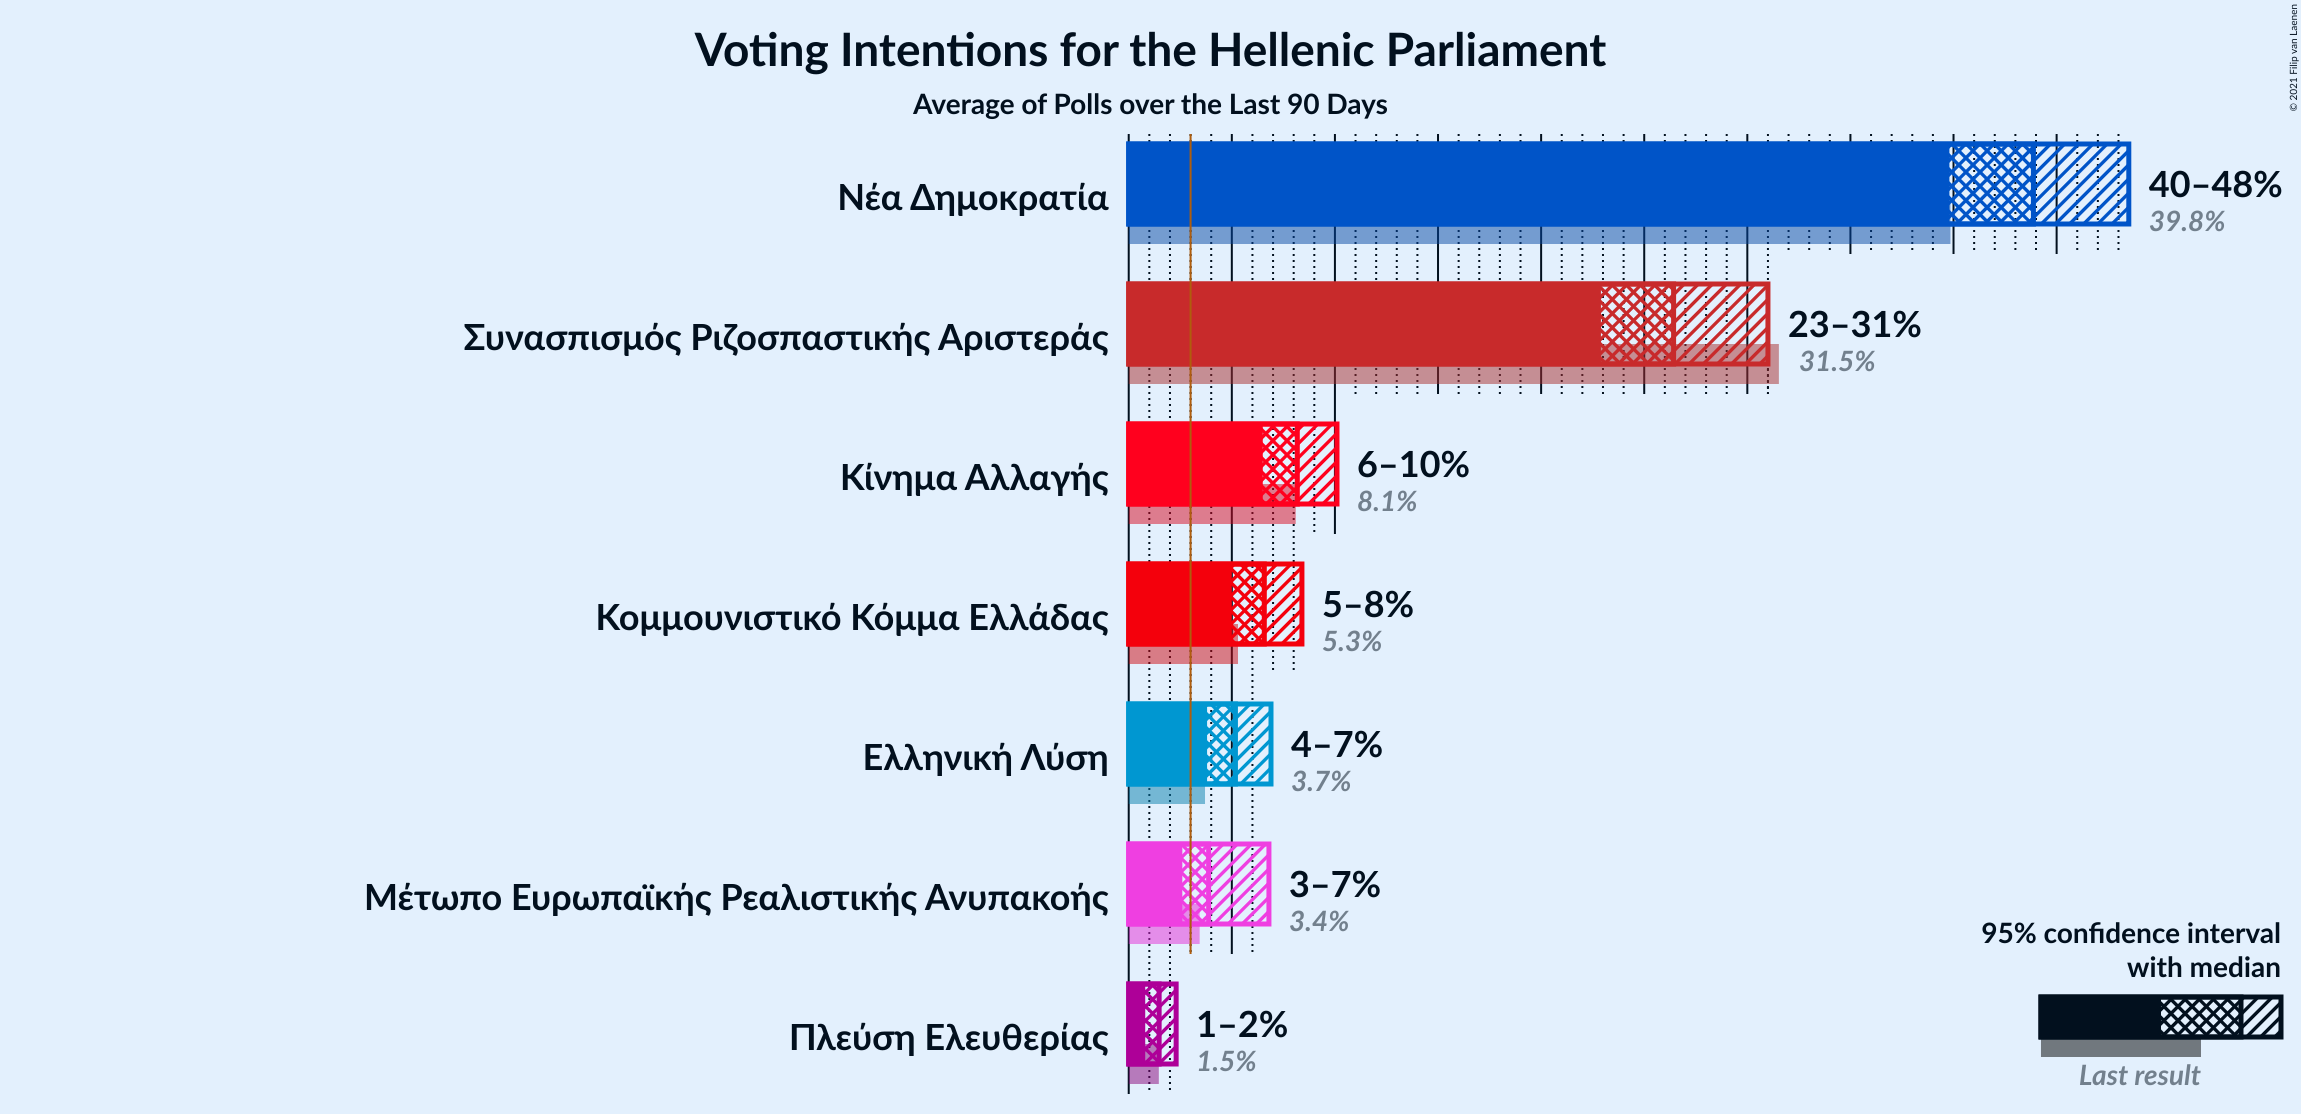 Voting Intentions for the Hellenic Parliament
Average of Polls over the Last 90 Days
© 2021 Filip van Laenen
Νέα Δημοκρατία
40–48%
39.8%
Συνασπισμός Ριζοσπαστικής Αριστεράς
23–31%
31.5%
Κίνημα Αλλαγής
6–10%
8.1%
Κομμουνιστικό Κόμμα Ελλάδας
5–8%
5.3%
Ελληνική Λύση
4–7%
3.7%
Μέτωπο Ευρωπαϊκής Ρεαλιστικής Ανυπακοής
3–7%
3.4%
Πλεύση Ελευθερίας
1–2%
1.5%
95% confidence interval
with median
Last result